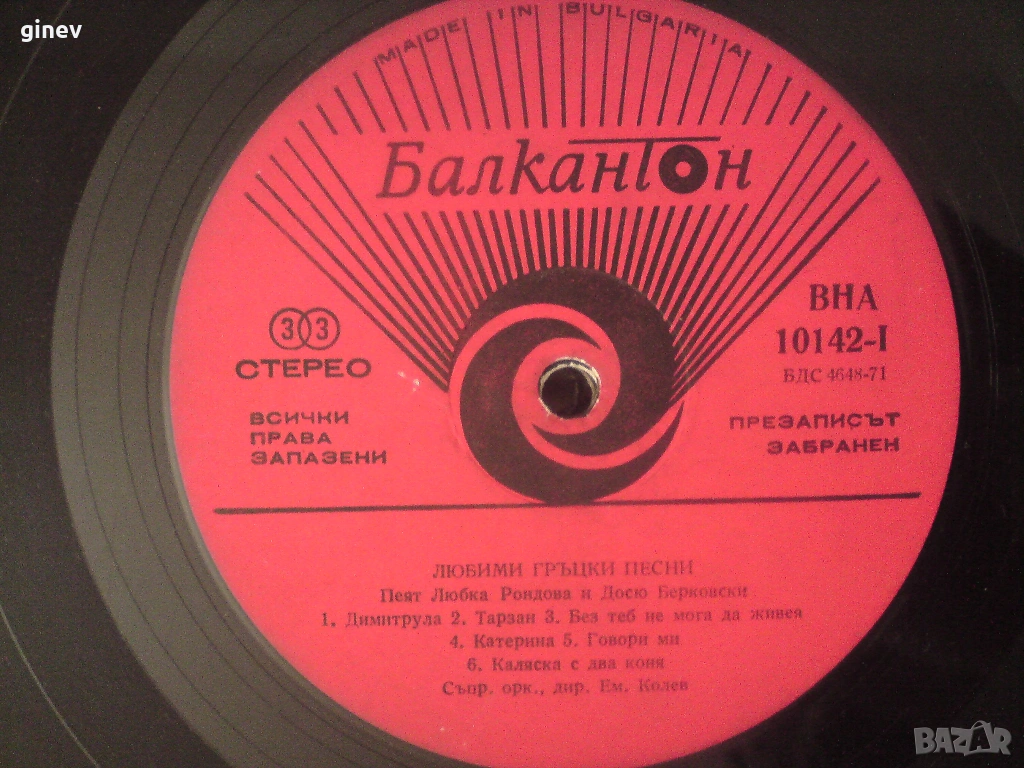 ginev
MADE IN BULGARIA
Балкантон
33
СТЕРЕО
ВСИЧКИ
ПРАВА
ЗАПАЗЕНИ
ВНА
10142-I
БДС 4648-71
ПРЕЗАПИСЪТ
ЗАБРАНЕН
ЛЮБИМИ ГРЪЦКИ ПЕСНИ
Пеят Любка Рондова и Досю Берковски
1. Димитрула 2. Тарзан 3. Без теб не мога да живея
4. Катерина 5. Говори ми
6. Каляска с два коня
Съпр. орк., дир. Ем. Колев
BAZAR